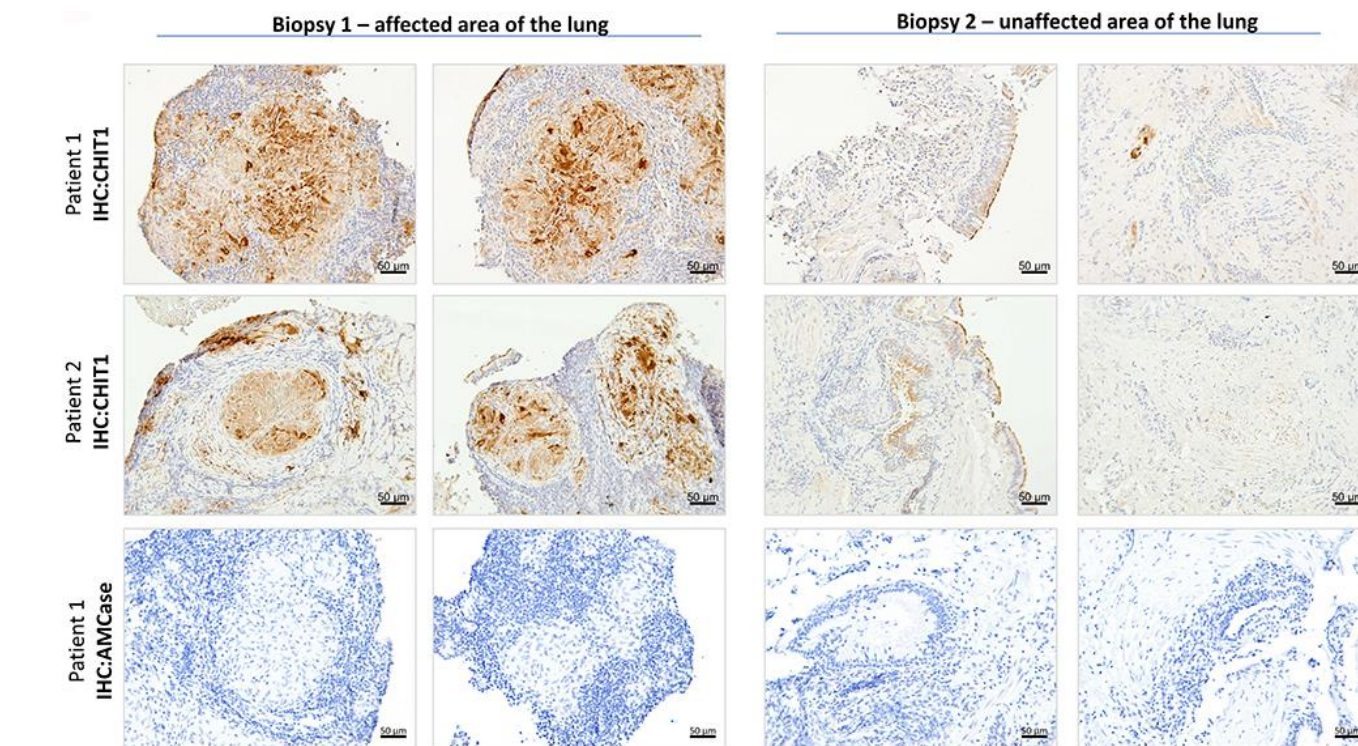 Biopsy 1 – affected area of the lung
Biopsy 2 – unaffected area of the lung
Patient 1
IHC:CHIT1
50 µm
50 µm
50 µm
50 µm
Patient 2
IHC:CHIT1
50 µm
50 µm
50 µm
50 µm
Patient 1
IHC:AMCase
50 µm
50 µm
50 µm
50 µm